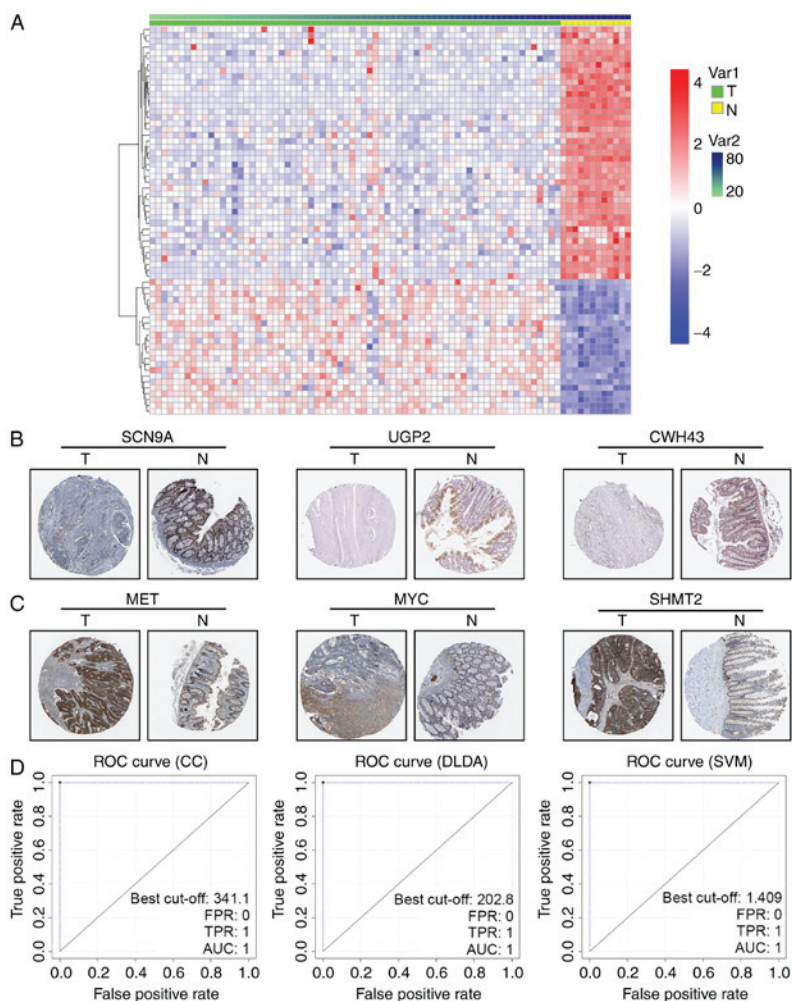 A
4
2
0
−2
−4
Var1
T
N
Var2
80
20
B
SCN9A
UGP2
CWH43
T
N
T
N
T
N
C
MET
MYC
SHMT2
T
N
T
N
T
N
D
ROC curve (CC)
ROC curve (DLDA)
ROC curve (SVM)
True positive rate
1.0
0.8
0.6
0.4
0.2
0.0
Best cut-off: 341.1
FPR: 0
TPR: 1
AUC: 1
0.0 0.2 0.4 0.6 0.8 1.0
False positive rate
True positive rate
1.0
0.8
0.6
0.4
0.2
0.0
Best cut-off: 202.8
FPR: 0
TPR: 1
AUC: 1
0.0 0.2 0.4 0.6 0.8 1.0
False positive rate
True positive rate
1.0
0.8
0.6
0.4
0.2
0.0
Best cut-off: 1.409
FPR: 0
TPR: 1
AUC: 1
0.0 0.2 0.4 0.6 0.8 1.0
False positive rate